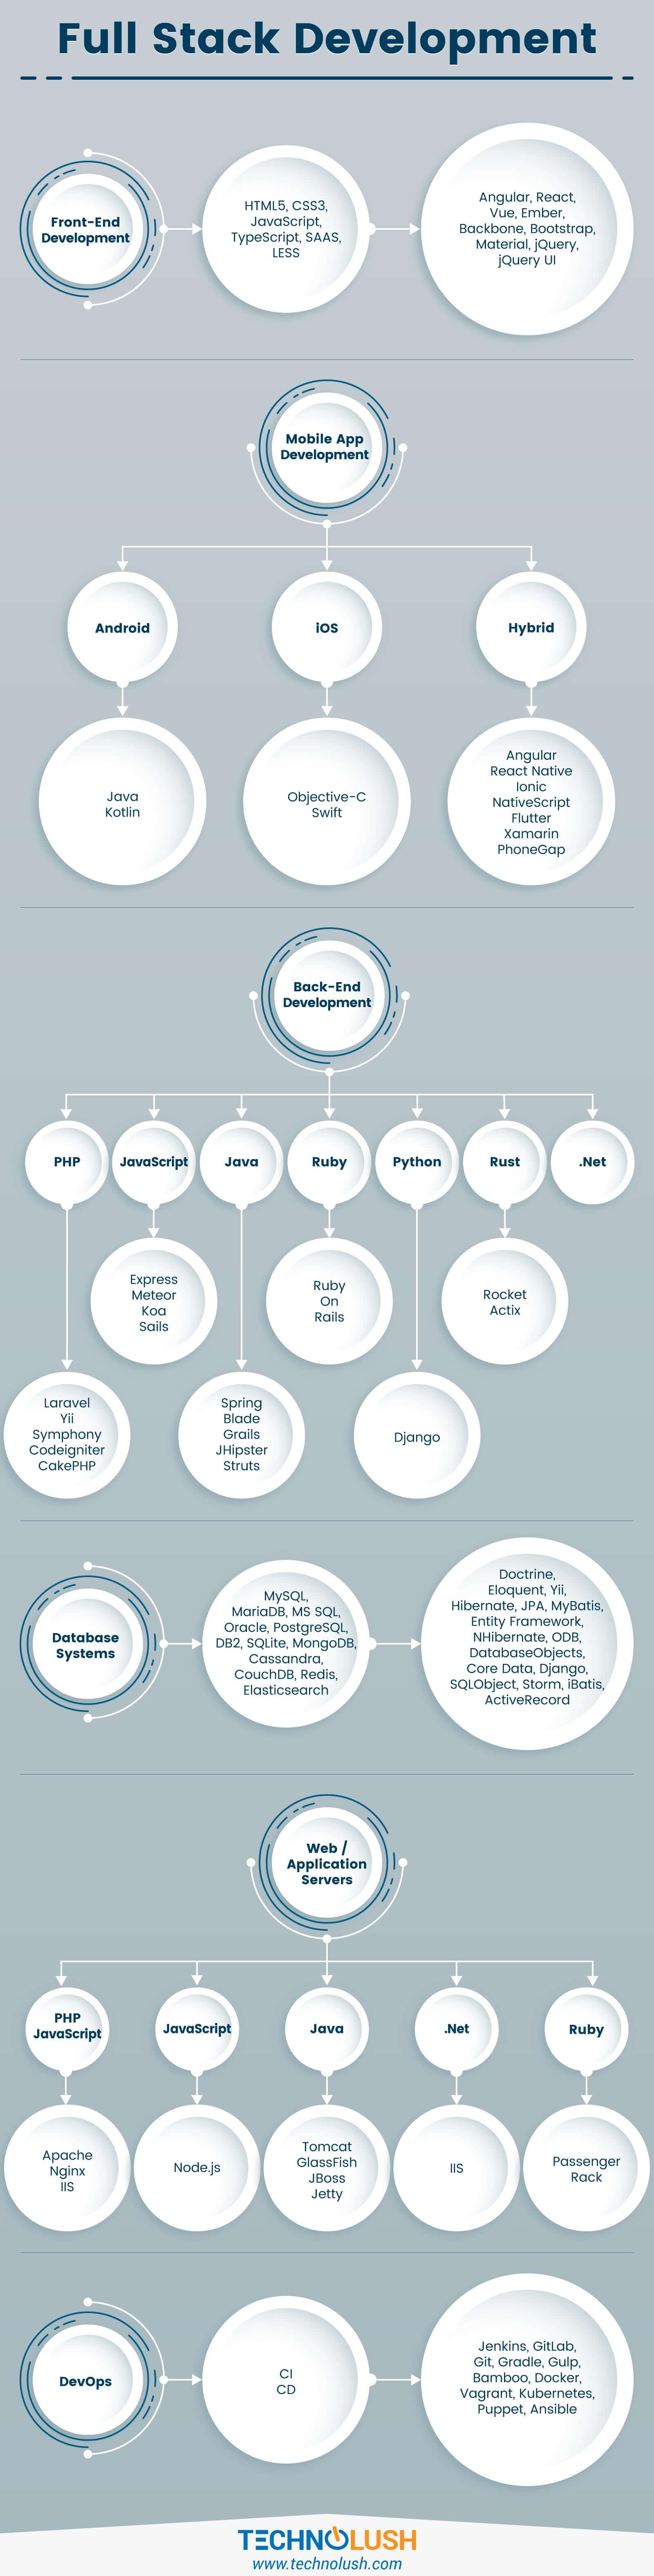 Full Stack Development
Front-End
Development
HTML5, CSS3,
JavaScript,
TypeScript, SAAS,
LESS
Angular, React,
Vue, Ember,
Backbone, Bootstrap,
Material, jQuery,
jQuery UI
Mobile App
Development
Android
iOS
Hybrid
Java
Kotlin
Objective-C
Swift
Angular
React Native
Ionic
NativeScript
Flutter
Xamarin
PhoneGap
Back-End
Development
PHP
JavaScript
Java
Ruby
Python
Rust
.Net
Express
Meteor
Koa
Sails
Ruby
On
Rails
Rocket
Actix
Laravel
Yii
Symphony
Codeigniter
CakePHP
Spring
Blade
Grails
JHipster
Struts
Django
Database
Systems
MySQL,
MariaDB, MS SQL,
Oracle, PostgreSQL,
DB2, SQLite, MongoDB,
Cassandra,
CouchDB, Redis,
Elasticsearch
Doctrine,
Eloquent, Yii,
Hibernate, JPA, MyBatis,
Entity Framework,
NHibernate, ODB,
DatabaseObjects,
Core Data, Django,
SQLObject, Storm, iBatis,
ActiveRecord
Web /
Application
Servers
PHP
JavaScript
JavaScript
Java
.Net
Ruby
Apache
Nginx
IIS
Node.js
Tomcat
GlassFish
JBoss
Jetty
IIS
Passenger
Rack
DevOps
CI
CD
Jenkins, GitLab,
Git, Gradle, Gulp,
Bamboo, Docker,
Vagrant, Kubernetes,
Puppet, Ansible
TECHNOLUSH
www.technolush.com